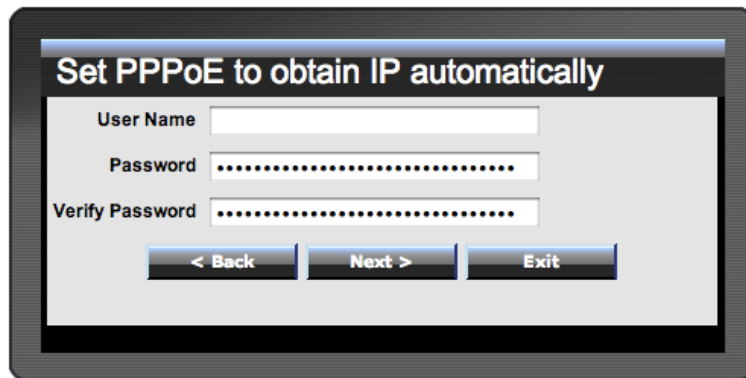 Set PPPoE to obtain IP automatically
User Name
Password ••••••••••••••••••••••••••••••••
Verify Password ••••••••••••••••••••••••••••••••
< Back Next > Exit